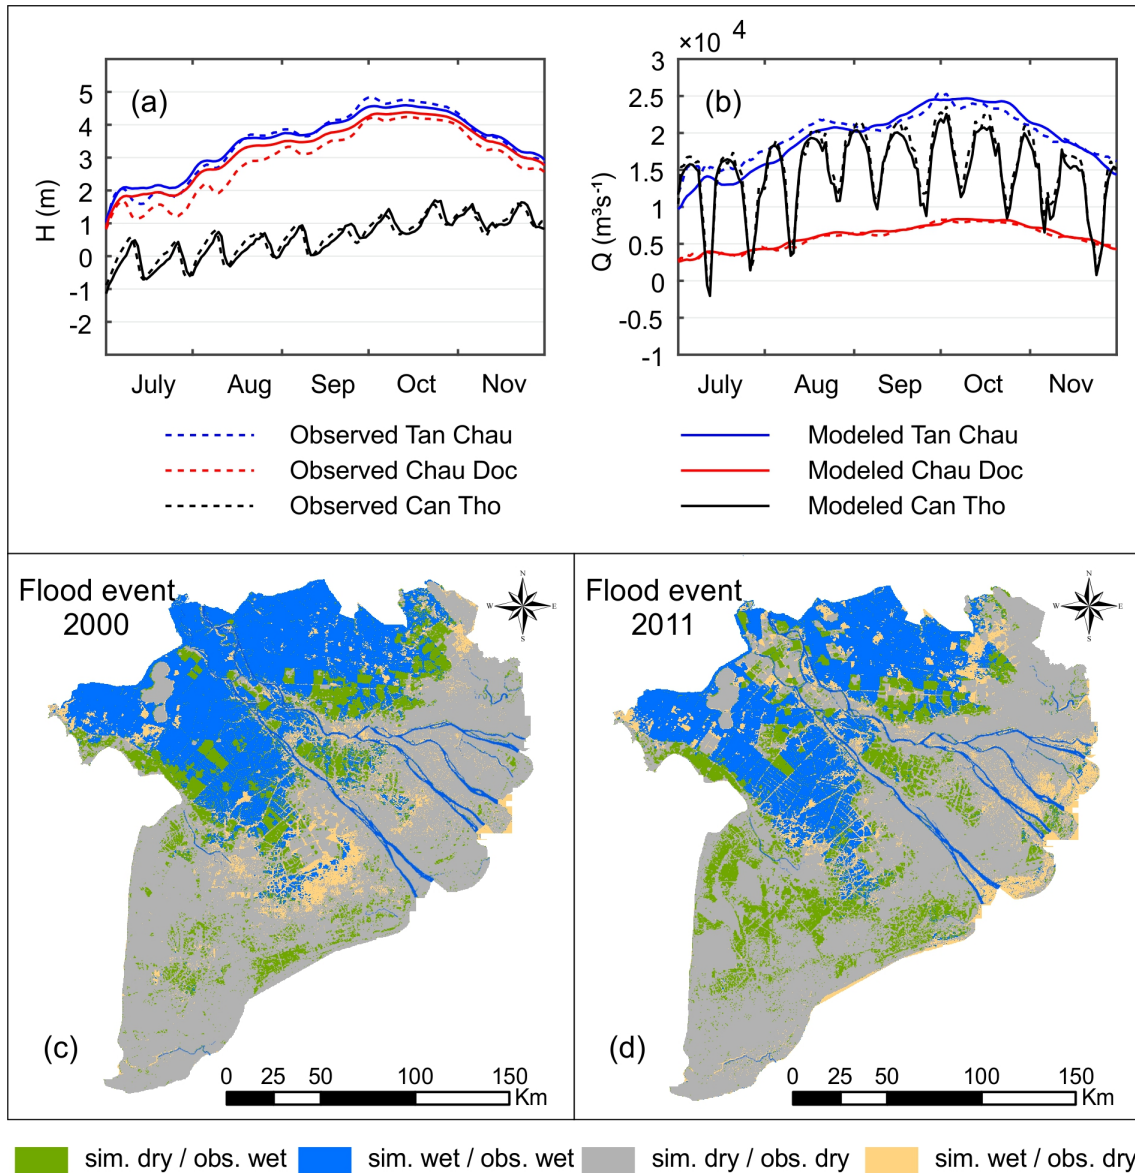 ×10 4
(a)
5
4
3
2
1
0
-1
-2
H (m)
July Aug Sep Oct Nov
(b)
3
2.5
2
1.5
1
0.5
0
-0.5
-1
Q (m³s⁻¹)
July Aug Sep Oct Nov
Observed Tan Chau
Observed Chau Doc
Observed Can Tho
Modeled Tan Chau
Modeled Chau Doc
Modeled Can Tho
Flood event
2000
N
W E
S
(c)
0 25 50 100 150
Km
Flood event
2011
N
W E
S
(d)
0 25 50 100 150
Km
sim. dry / obs. wet sim. wet / obs. wet sim. dry / obs. dry sim. wet / obs. dry